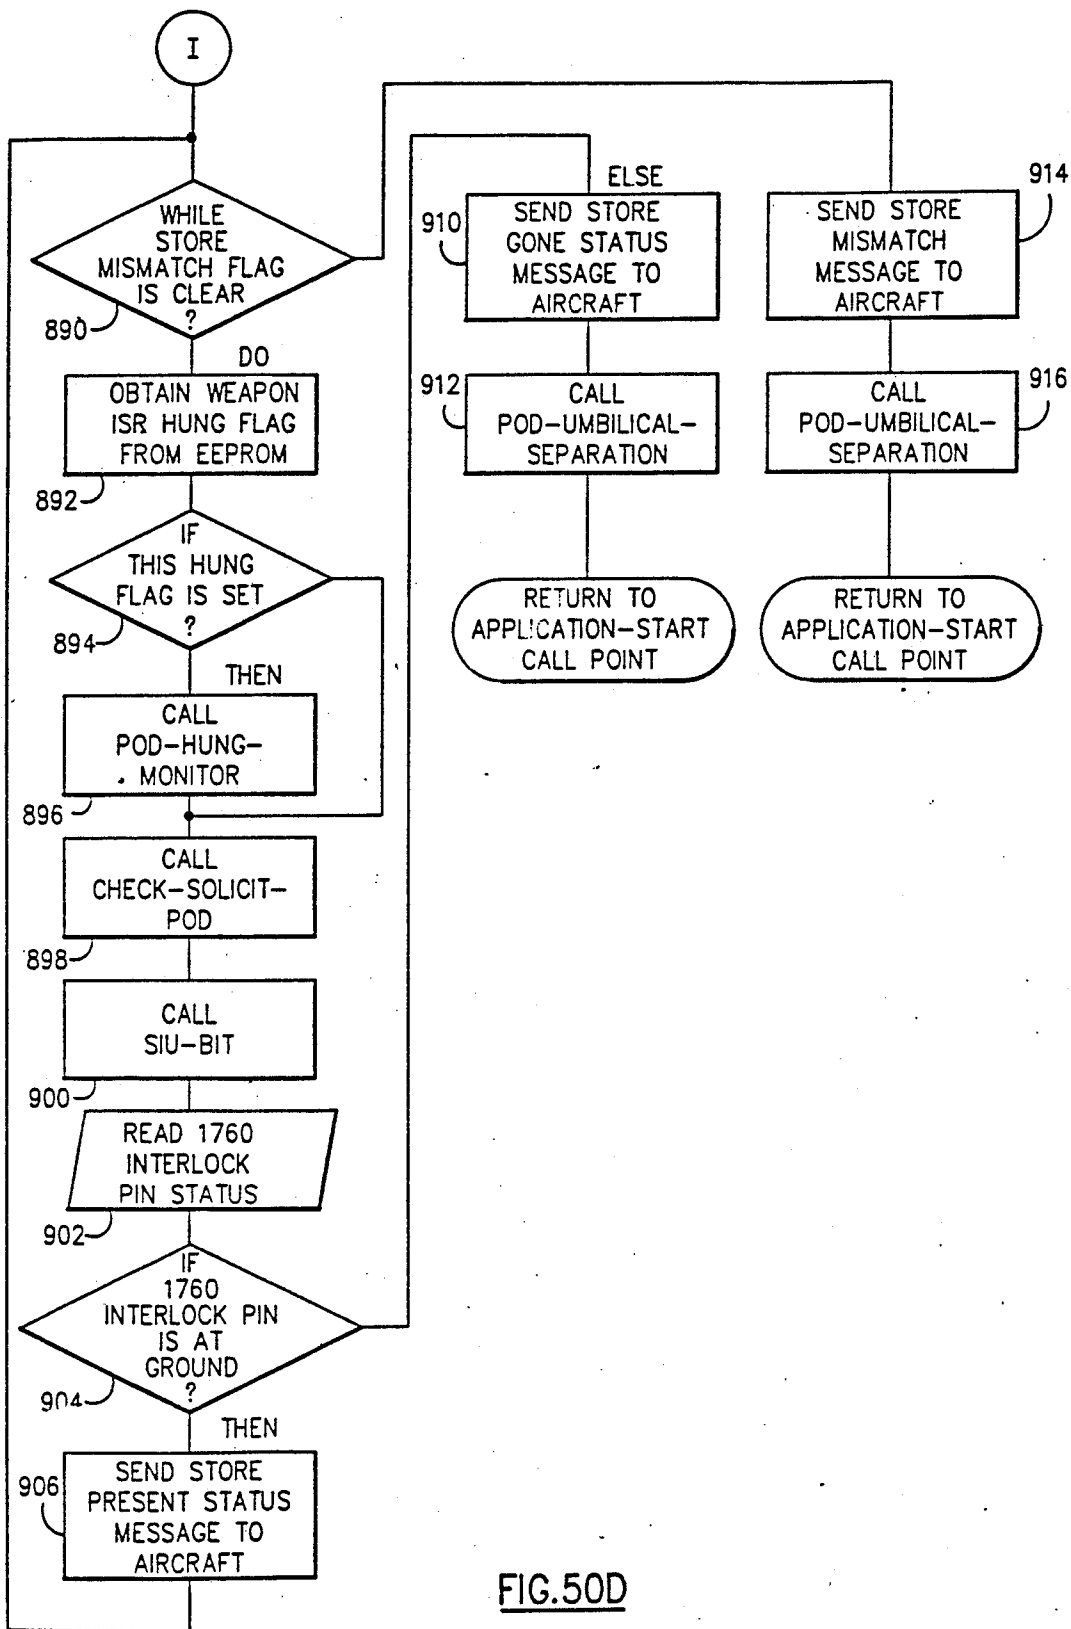 I
WHILE
STORE
MISMATCH FLAG
IS CLEAR
?
890
DO
OBTAIN WEAPON
ISR HUNG FLAG
FROM EEPROM
892
IF
THIS HUNG
FLAG IS SET
?
894
THEN
CALL
POD-HUNG-
MONITOR
896
CALL
CHECK-SOLICIT-
POD
898
CALL
SIU-BIT
900
READ 1760
INTERLOCK
PIN STATUS
902
IF
1760
INTERLOCK PIN
IS AT
GROUND
?
904
THEN
906
SEND STORE
PRESENT STATUS
MESSAGE TO
AIRCRAFT
ELSE
910
SEND STORE
GONE STATUS
MESSAGE TO
AIRCRAFT
912
CALL
POD-UMBILICAL-
SEPARATION
RETURN TO
APPLICATION-START
CALL POINT
914
SEND STORE
MISMATCH
MESSAGE TO
AIRCRAFT
916
CALL
POD-UMBILICAL-
SEPARATION
RETURN TO
APPLICATION-START
CALL POINT
FIG.50D